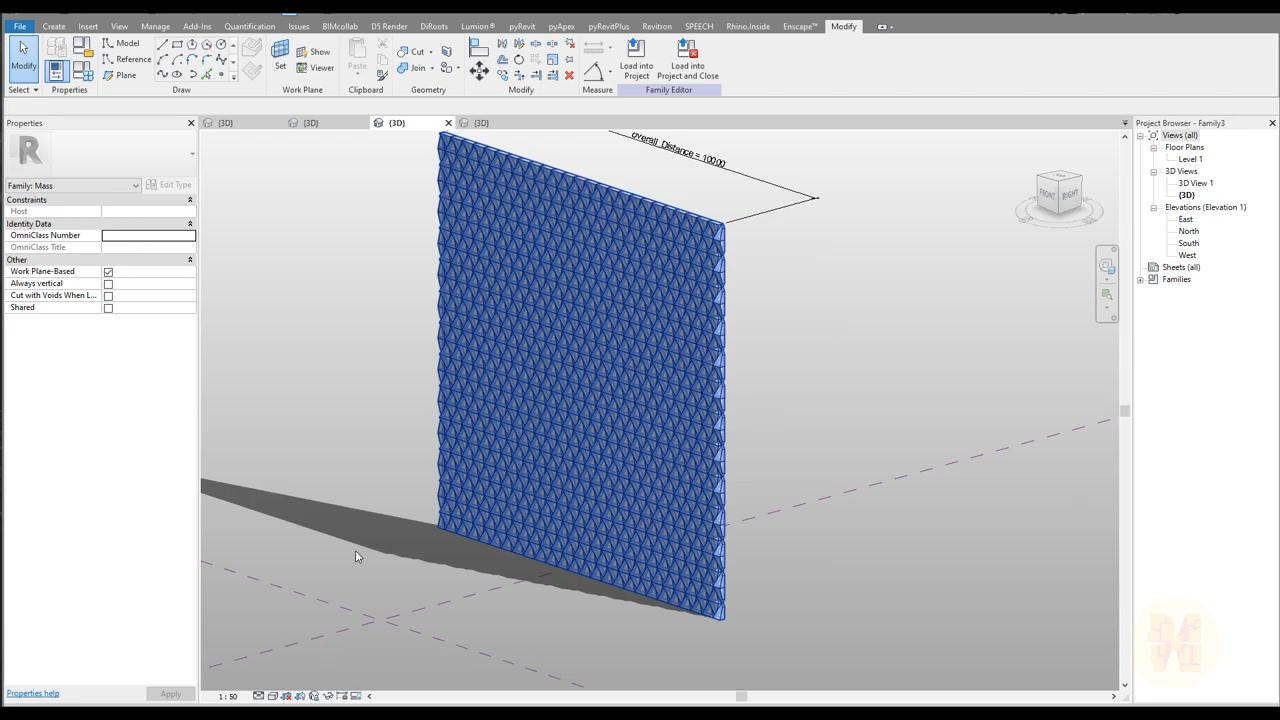 File Create Insert View Manage Add-Ins Quantification Issues BIMcollab D5 Render DiRoots Lumion® pyRevit pyApex pyRevitPlus Revitron SPEECH Rhino.Inside Enscape™ Modify
Model
Reference
Plane
Show
Viewer
Cut
Join
Modify
Set
Paste
Load into
Project
Load into
Project and Close
Select Properties Draw Work Plane Clipboard Geometry Modify Measure Family Editor
Properties
{3D} {3D} {3D} {3D}
Project Browser - Family3
R
Family: Mass
Edit Type
Constraints
Host
Identity Data
OmniClass Number
OmniClass Title
Other
Work Plane-Based
Always vertical
Cut with Voids When L...
Shared
Properties help
Apply
overall_Distance = 10000
FRONT RIGHT
Views (all)
Floor Plans
Level 1
3D Views
3D View 1
{3D}
Elevations (Elevation 1)
East
North
South
West
Sheets (all)
Families
1 : 50